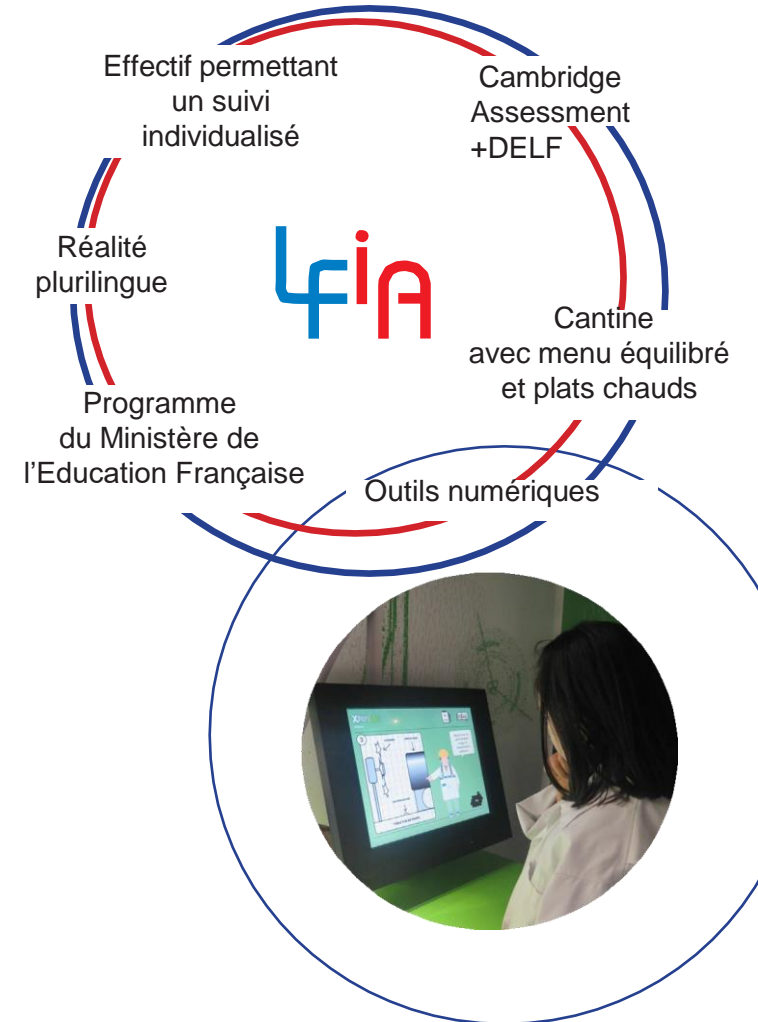 Effectif permettant
un suivi
individualisé
Cambridge
Assessment
+DELF
Réalité
plurilingue
LFiA
Cantine
avec menu équilibré
et plats chauds
Programme
du Ministère de
l'Education Française
Outils numériques